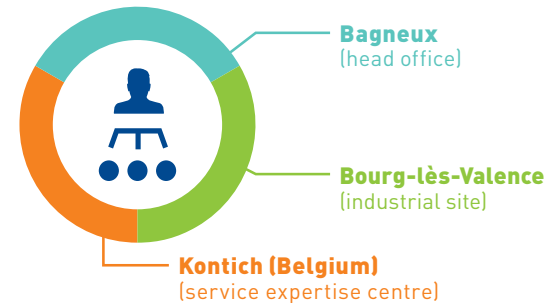 Bagneux
(head office)
Bourg-lès-Valence
(industrial site)
Kontich (Belgium)
(service expertise centre)